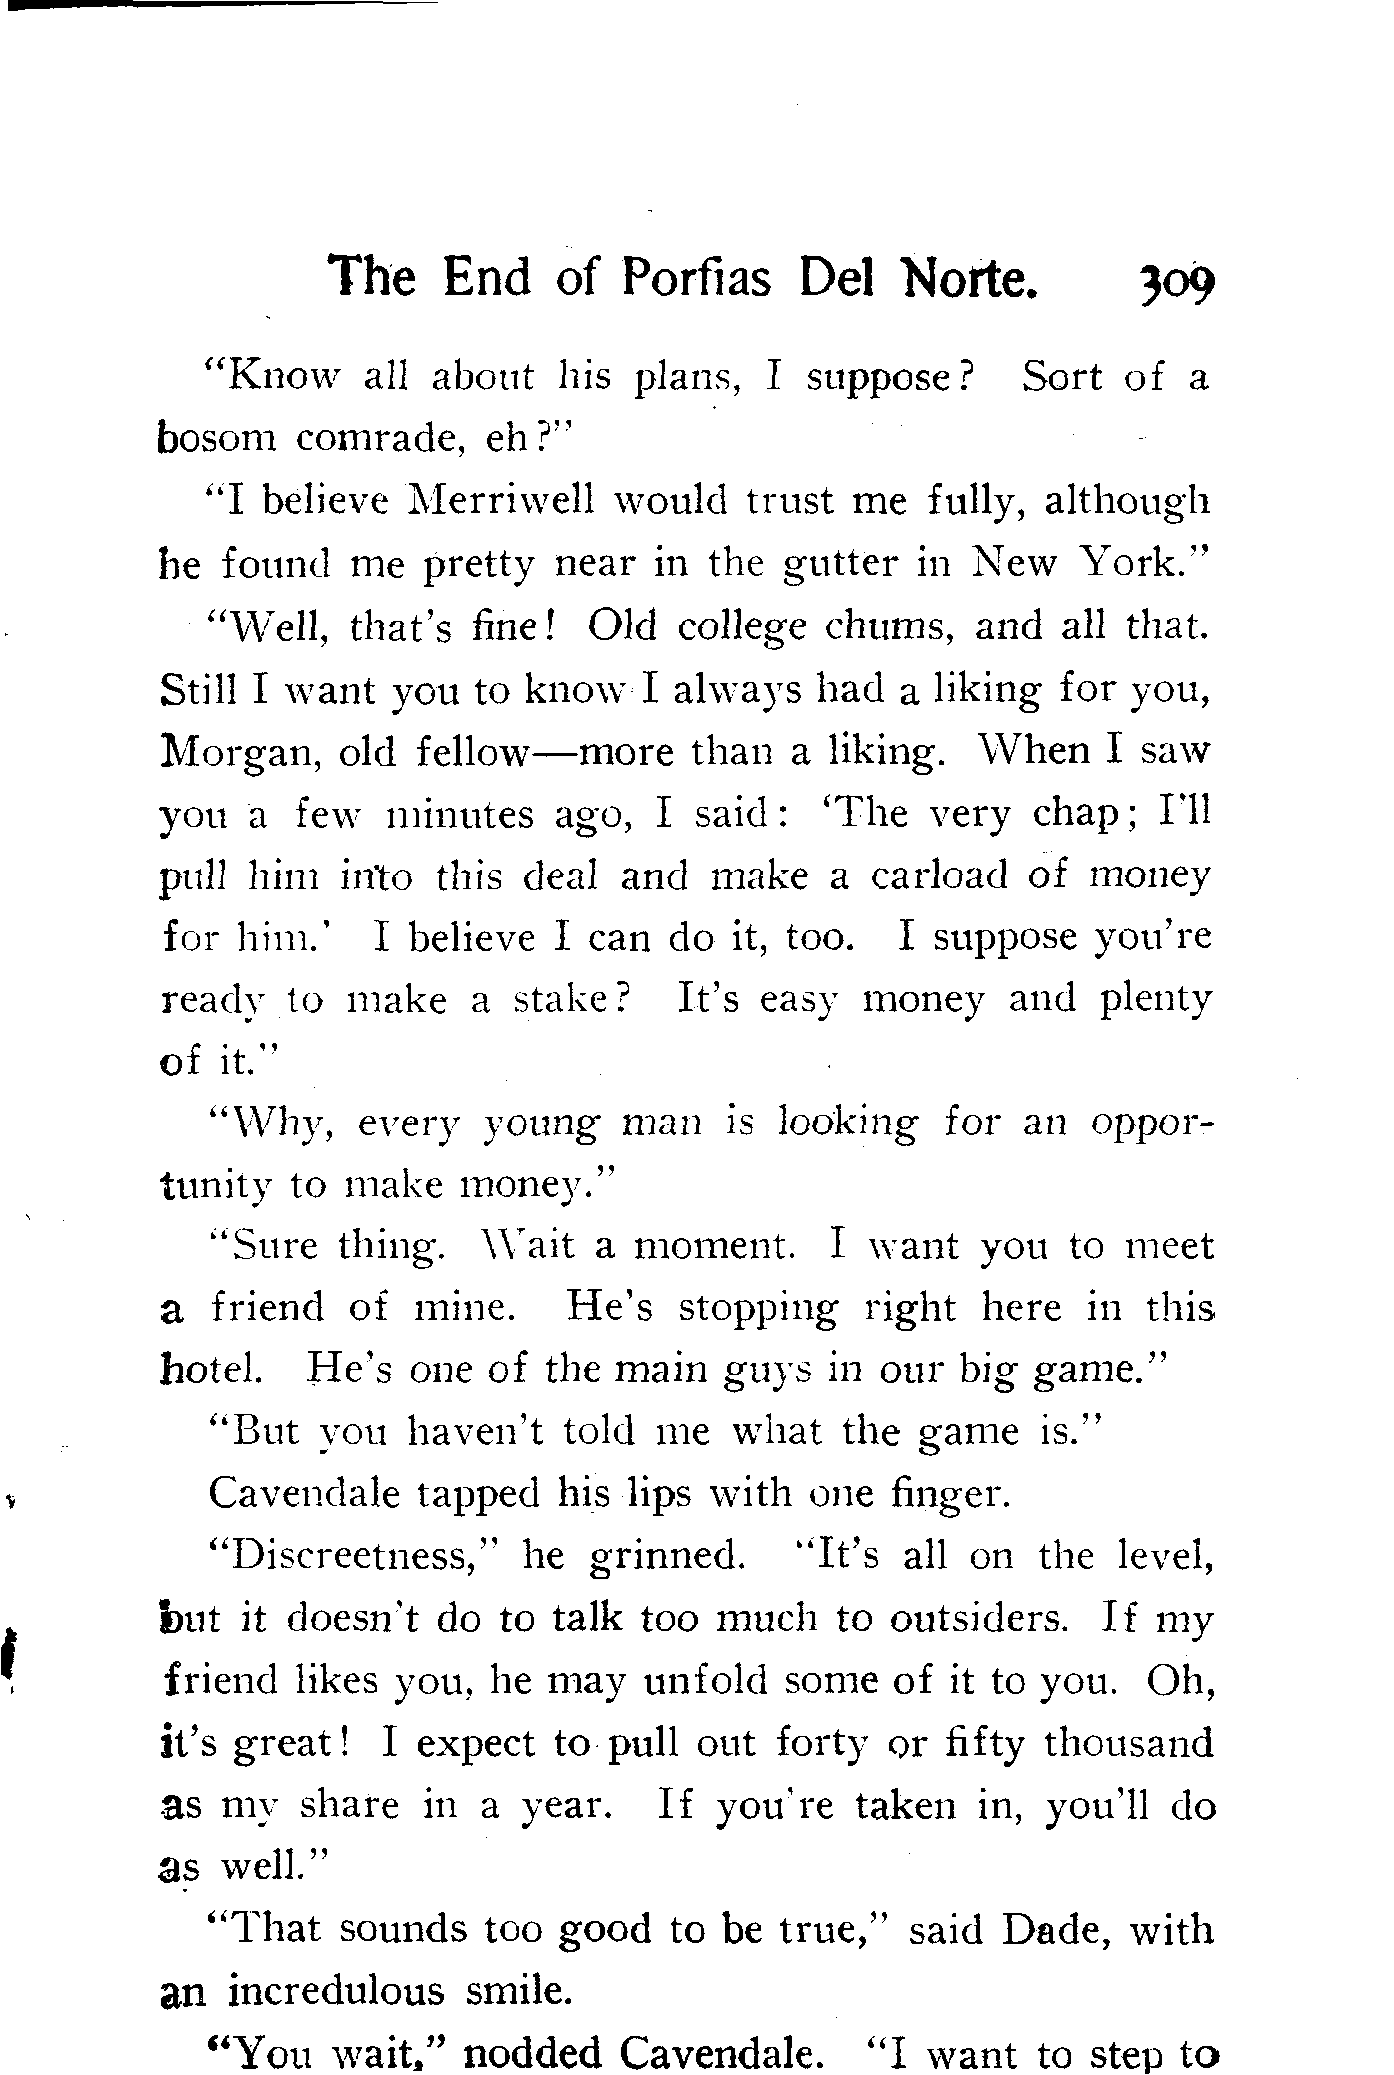 The End of Porfias Del Norte. 309
"Know all about his plans, I suppose? Sort of a
bosom comrade, eh?"
"I believe Merriwell would trust me fully, although
he found me pretty near in the gutter in New York."
"Well, that's fine! Old college chums, and all that.
Still I want you to know I always had a liking for you,
Morgan, old fellow—more than a liking. When I saw
you a few minutes ago, I said: 'The very chap; I'll
pull him into this deal and make a carload of money
for him.' I believe I can do it, too. I suppose you're
ready to make a stake? It's easy money and plenty
of it."
"Why, every young man is looking for an oppor-
tunity to make money."
"Sure thing. Wait a moment. I want you to meet
a friend of mine. He's stopping right here in this
hotel. He's one of the main guys in our big game."
"But you haven't told me what the game is."
Cavendale tapped his lips with one finger.
"Discreetness," he grinned. "It's all on the level,
but it doesn't do to talk too much to outsiders. If my
friend likes you, he may unfold some of it to you. Oh,
it's great! I expect to pull out forty or fifty thousand
as my share in a year. If you're taken in, you'll do
as well."
"That sounds too good to be true," said Dade, with
an incredulous smile.
"You wait," nodded Cavendale. "I want to step to